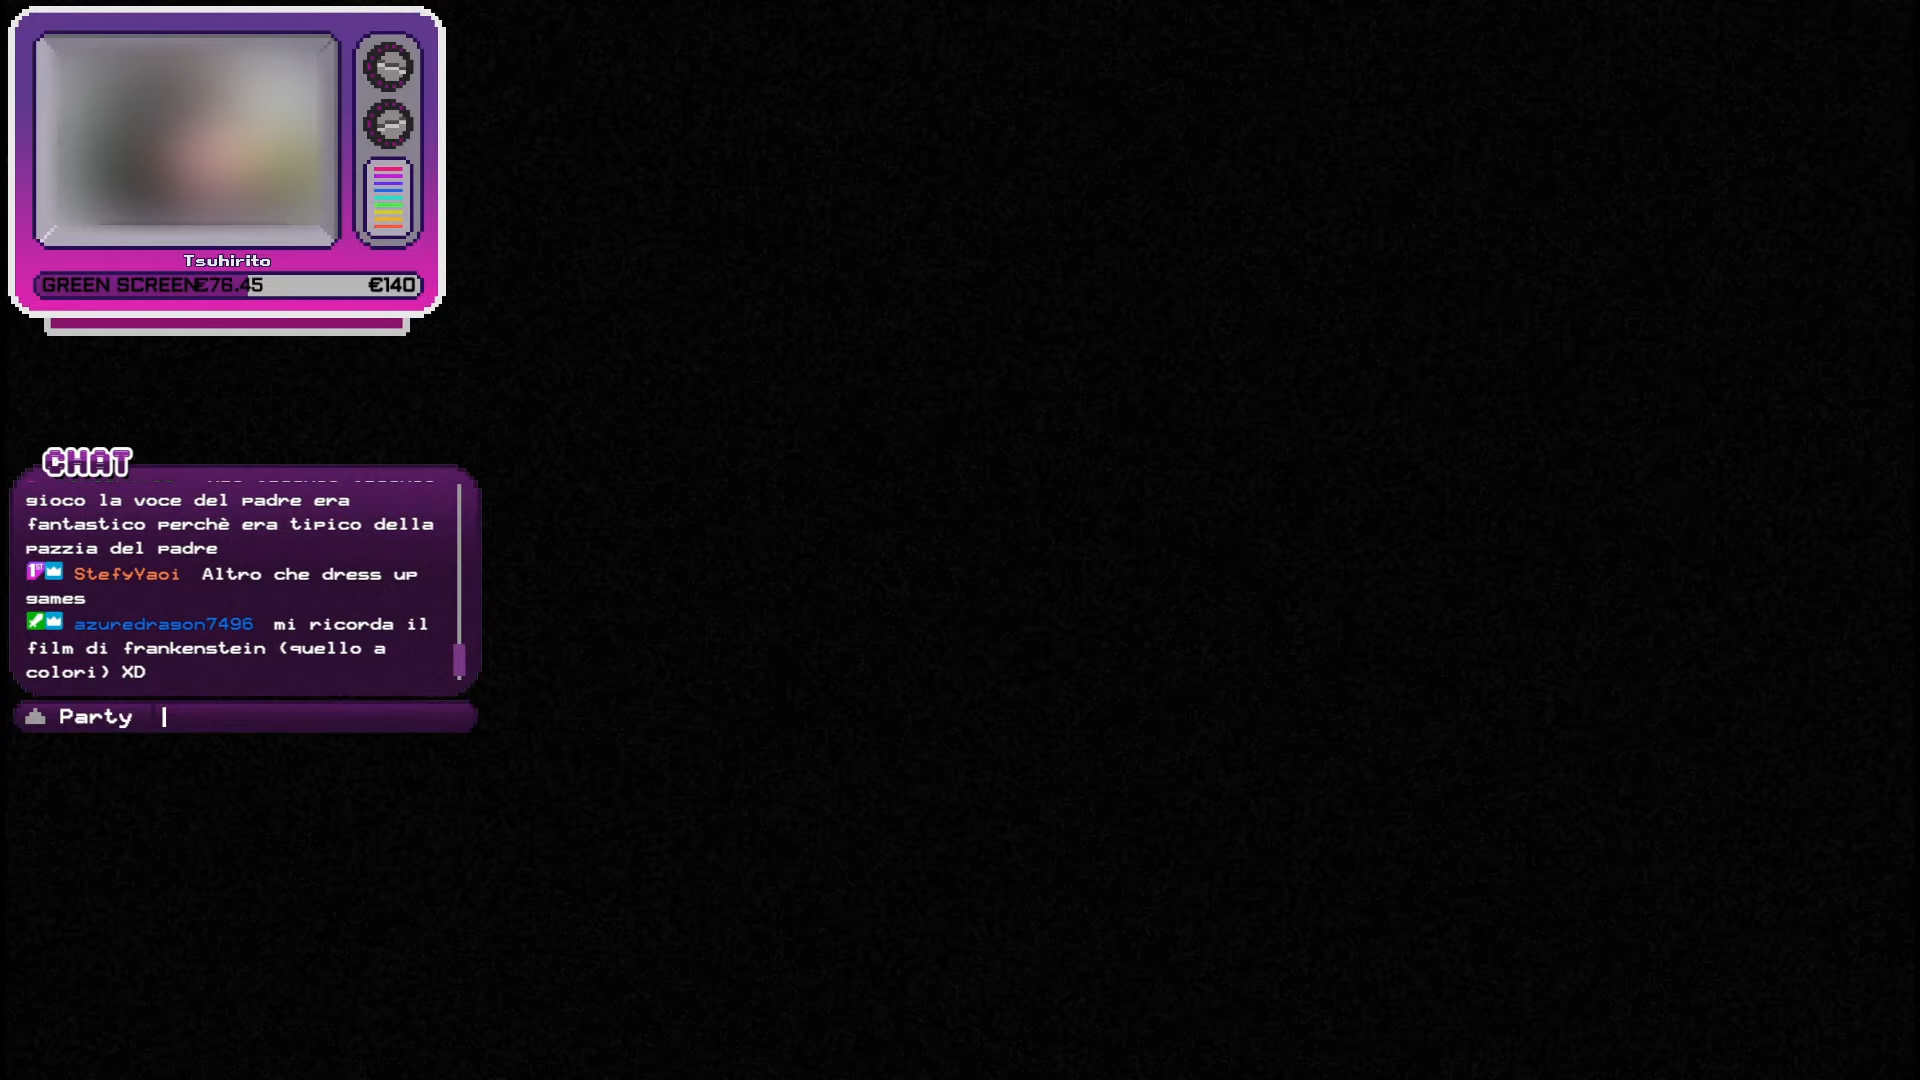 Tsuhirito
GREEN SCREEN €76.45 €140
CHAT
gioco la voce del padre era
fantastico perchè era tipico della
pazzia del padre
StefyYaoi Altro che dress up
games
azuredragon7496 mi ricorda il
film di frankenstein (quello a
colori) XD
Party